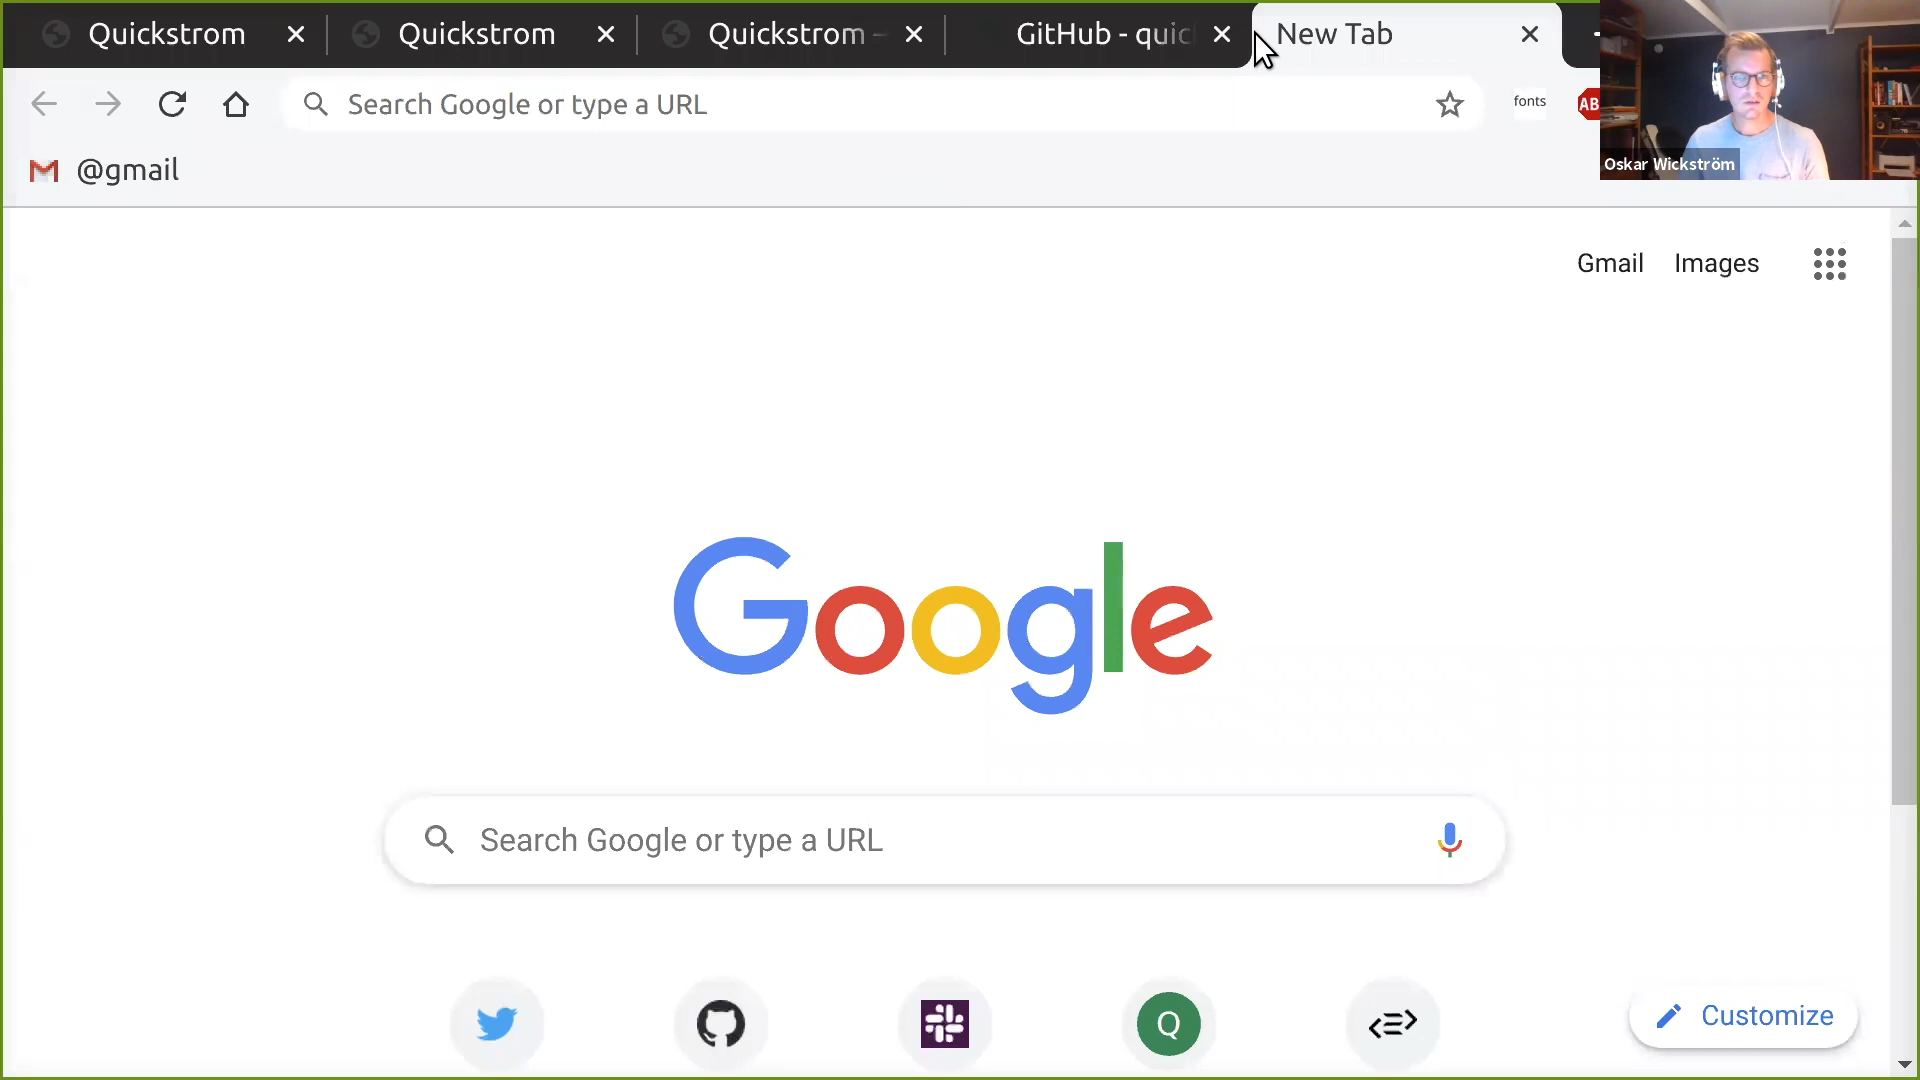 Quickstrom
Quickstrom
Quickstrom –
GitHub - quic
New Tab
Search Google or type a URL
fonts
AB
@gmail
Oskar Wickström
Gmail
Images
Google
Search Google or type a URL
Q
Customize